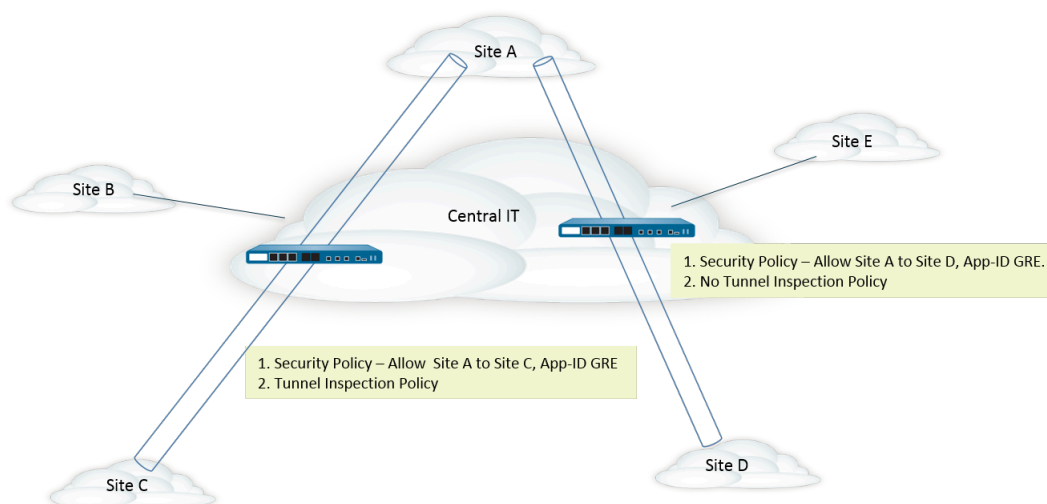 Site A
Site E
Site B
Central IT
1. Security Policy – Allow Site A to Site D, App-ID GRE.
2. No Tunnel Inspection Policy
1. Security Policy – Allow  Site A to Site C, App-ID GRE
2. Tunnel Inspection Policy
Site D
Site C